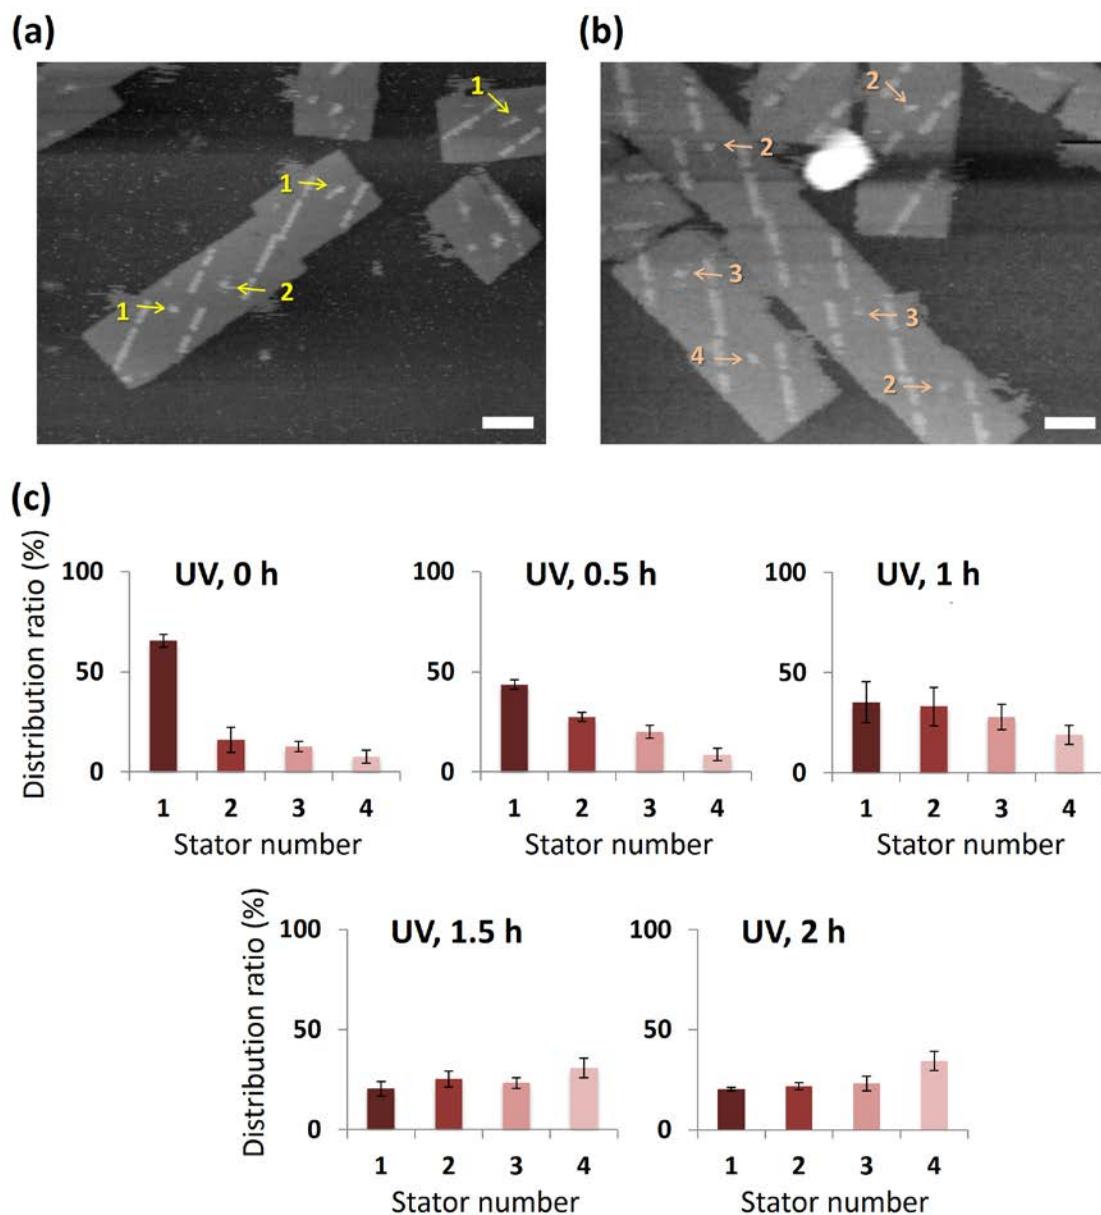 (a)
(b)
1
1
1
2
2
2
3
3
4
2
(c)
Distribution ratio (%)
UV, 0 h
100
50
0
1 2 3 4
Stator number
UV, 0.5 h
100
50
0
1 2 3 4
Stator number
UV, 1 h
100
50
0
1 2 3 4
Stator number
Distribution ratio (%)
UV, 1.5 h
100
50
0
1 2 3 4
Stator number
UV, 2 h
100
50
0
1 2 3 4
Stator number